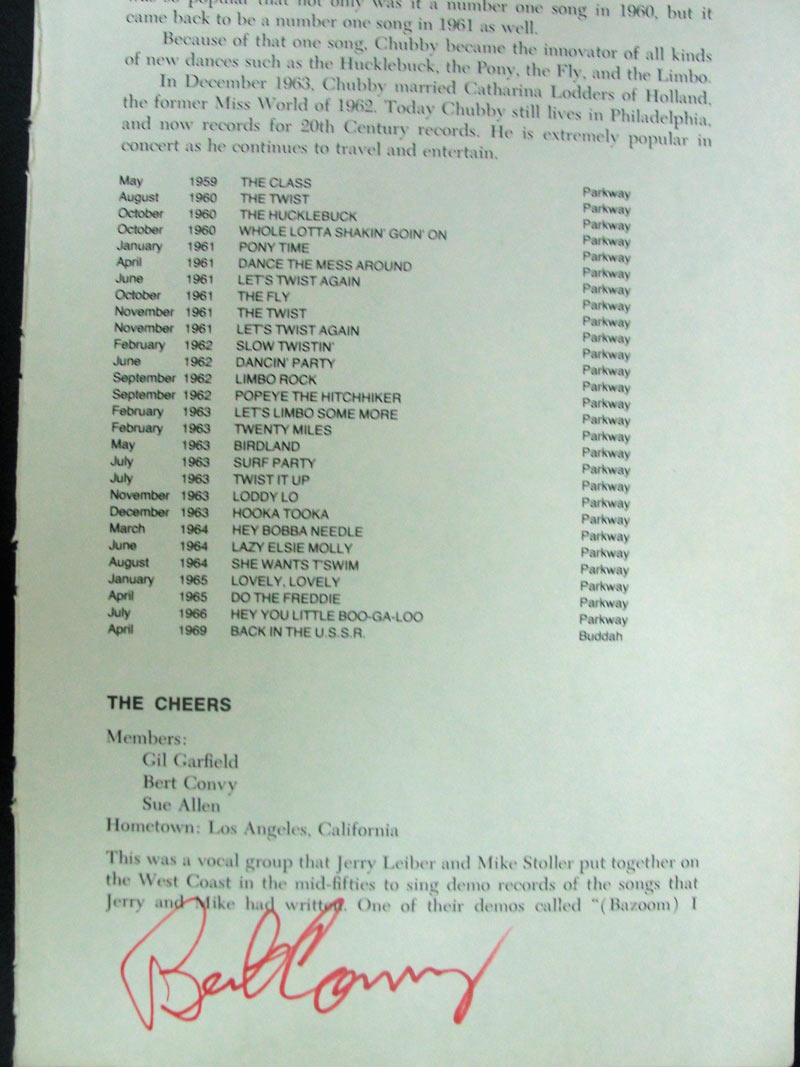 was so popular that not only was it a number one song in 1960, but it
came back to be a number one song in 1961 as well.
Because of that one song, Chubby became the innovator of all kinds
of new dances such as the Hucklebuck, the Pony, the Fly, and the Limbo.
In December 1963, Chubby married Catharina Lodders of Holland,
the former Miss World of 1962. Today Chubby still lives in Philadelphia,
and now records for 20th Century records. He is extremely popular in
concert as he continues to travel and entertain.
May 1959 THE CLASS Parkway
August 1960 THE TWIST Parkway
October 1960 THE HUCKLEBUCK Parkway
October 1960 WHOLE LOTTA SHAKIN' GOIN' ON Parkway
January 1961 PONY TIME Parkway
April 1961 DANCE THE MESS AROUND Parkway
June 1961 LET'S TWIST AGAIN Parkway
October 1961 THE FLY Parkway
November 1961 THE TWIST Parkway
November 1961 LET'S TWIST AGAIN Parkway
February 1962 SLOW TWISTIN' Parkway
June 1962 DANCIN' PARTY Parkway
September 1962 LIMBO ROCK Parkway
September 1962 POPEYE THE HITCHHIKER Parkway
February 1963 LET'S LIMBO SOME MORE Parkway
February 1963 TWENTY MILES Parkway
May 1963 BIRDLAND Parkway
July 1963 SURF PARTY Parkway
July 1963 TWIST IT UP Parkway
November 1963 LODDY LO Parkway
December 1963 HOOKA TOOKA Parkway
March 1964 HEY BOBBA NEEDLE Parkway
June 1964 LAZY ELSIE MOLLY Parkway
August 1964 SHE WANTS T'SWIM Parkway
January 1965 LOVELY, LOVELY Parkway
April 1965 DO THE FREDDIE Parkway
July 1966 HEY YOU LITTLE BOO-GA-LOO Parkway
April 1969 BACK IN THE U.S.S.R. Buddah
THE CHEERS
Members:
Gil Garfield
Bert Convy
Sue Allen
Hometown: Los Angeles, California
This was a vocal group that Jerry Leiber and Mike Stoller put together on
the West Coast in the mid-fifties to sing demo records of the songs that
Jerry and Mike had written. One of their demos called "(Bazoom) I
Bert Convy